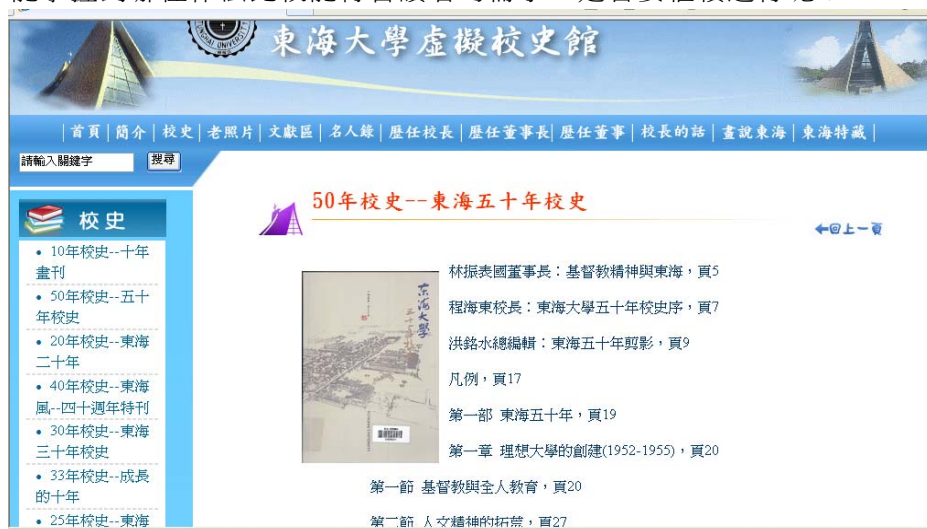 東海大學虛擬校史館
|首頁|簡介|校史|老照片|文獻區|名人錄|歷任校長|歷任董事長|歷任董事|校長的話|畫說東海|東海特藏|
請輸入關鍵字 搜尋
校史
• 10年校史--十年
畫刊
• 50年校史--五十
年校史
• 20年校史--東海
二十年
• 40年校史--東海
風--四十週年特刊
• 30年校史--東海
三十年校史
• 33年校史--成長
的十年
• 25年校史--東海
50年校史--東海五十年校史
回上一頁
林振表國董事長：基督教精神與東海，頁5
程海東校長：東海大學五十年校史序，頁7
洪銘水總編輯：東海五十年剪影，頁9
凡例，頁17
第一部 東海五十年，頁19
第一章 理想大學的創建(1952-1955)，頁20
第一節 基督教與全人教育，頁20
第二節 人文精神的拓荒，頁27